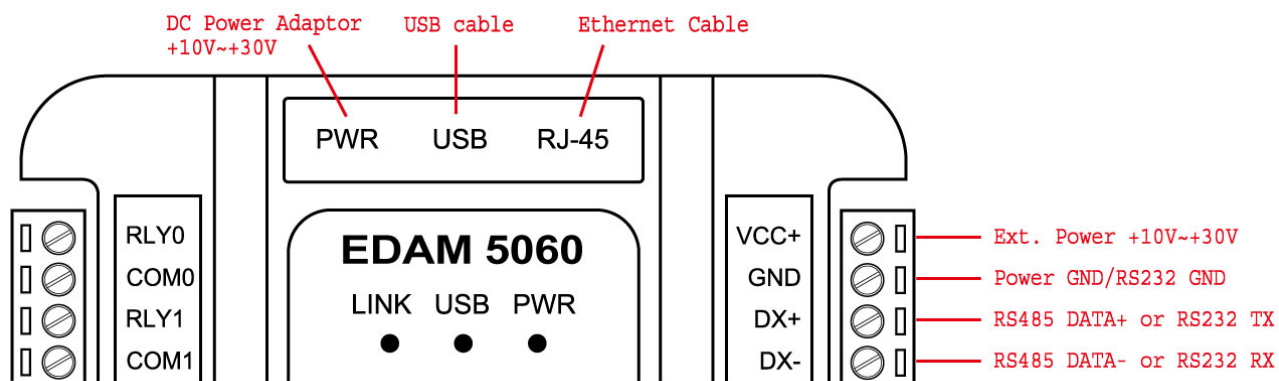 DC Power Adaptor
+10V~+30V
USB cable
Ethernet Cable
PWR USB RJ-45
RLY0
COM0
RLY1
COM1
EDAM 5060
LINK USB PWR
VCC+
GND
DX+
DX-
Ext. Power +10V~+30V
Power GND/RS232 GND
RS485 DATA+ or RS232 TX
RS485 DATA- or RS232 RX